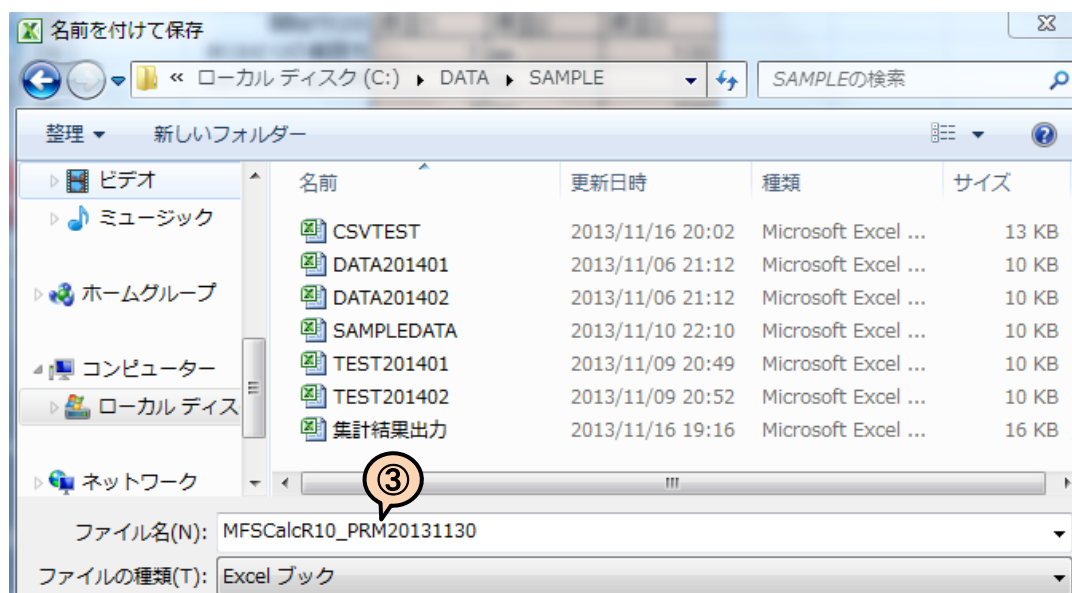 名前を付けて保存
« ローカル ディスク (C:) ▸ DATA ▸ SAMPLE SAMPLEの検索
整理 ▼ 新しいフォルダー
ビデオ
ミュージック
ホームグループ
コンピューター
ローカル ディス
ネットワーク
名前 更新日時 種類 サイズ
CSVTEST 2013/11/16 20:02 Microsoft Excel ... 13 KB
DATA201401 2013/11/06 21:12 Microsoft Excel ... 10 KB
DATA201402 2013/11/06 21:12 Microsoft Excel ... 10 KB
SAMPLEDATA 2013/11/10 22:10 Microsoft Excel ... 10 KB
TEST201401 2013/11/09 20:49 Microsoft Excel ... 10 KB
TEST201402 2013/11/09 20:52 Microsoft Excel ... 10 KB
集計結果出力 2013/11/16 19:16 Microsoft Excel ... 16 KB
③
ファイル名(N): MFSCalcR10_PRM20131130
ファイルの種類(T): Excel ブック